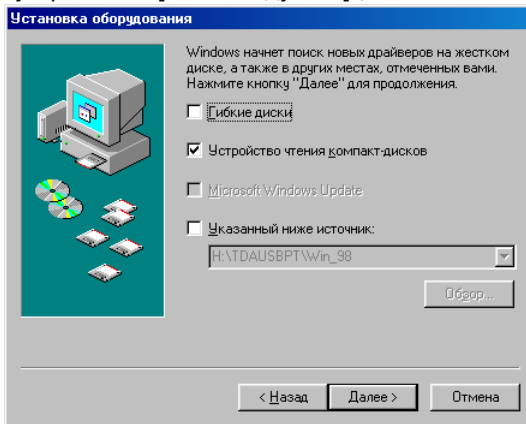 Установка оборудования
Windows начнет поиск новых драйверов на жестком
диске, а также в других местах, отмеченных вами.
Нажмите кнопку "Далее" для продолжения.
Гибкие диски
Устройство чтения компакт-дисков
Microsoft Windows Update
Указанный ниже источник:
H:\TDAUSBPT\Win_98
Обзор...
< Назад Далее > Отмена